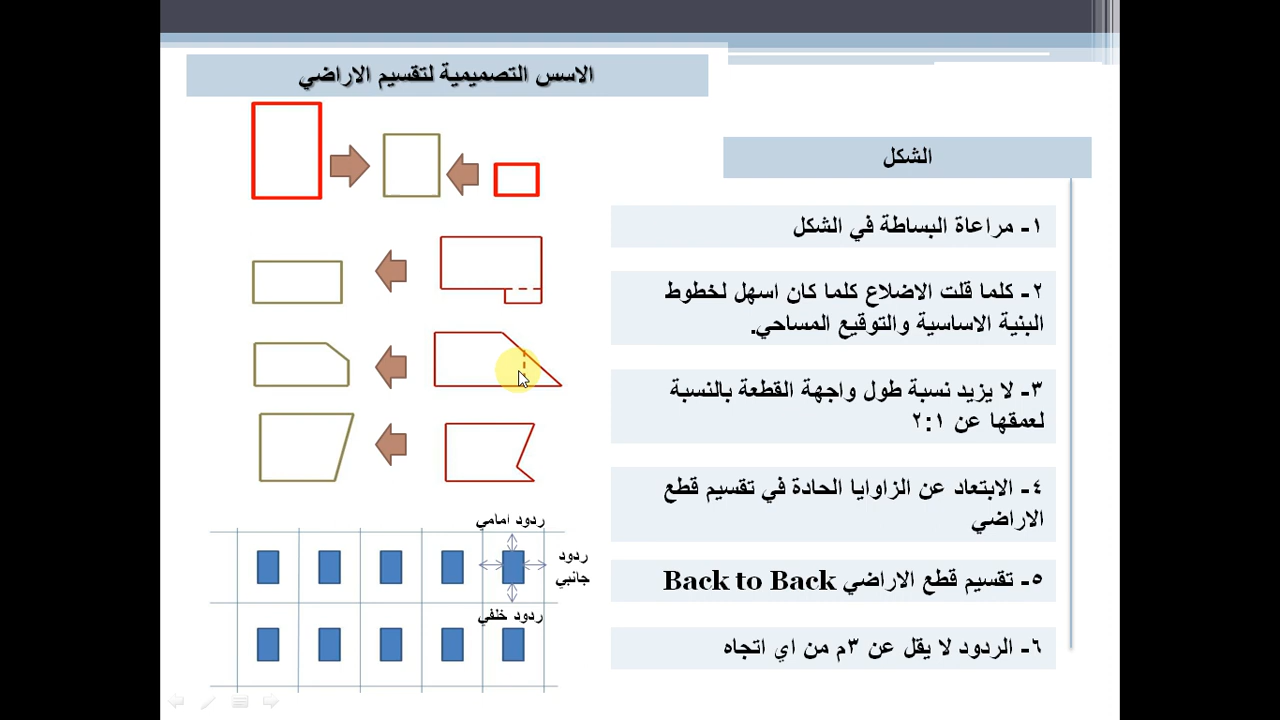 الاسس التصميمية لتقسيم الاراضي
الشكل
١- مراعاة البساطة في الشكل
٢- كلما قلت الاضلاع كلما كان اسهل لخطوط
البنية الاساسية والتوقيع المساحي.
٣- لا يزيد نسبة طول واجهة القطعة بالنسبة
لعمقها عن ٢:١
٤- الابتعاد عن الزاوايا الحادة في تقسيم قطع
الاراضي
٥- تقسيم قطع الاراضي Back to Back
٦- الردود لا يقل عن ٣م من اي اتجاه
ردود امامي
ردود
جانبي
ردود خلفي